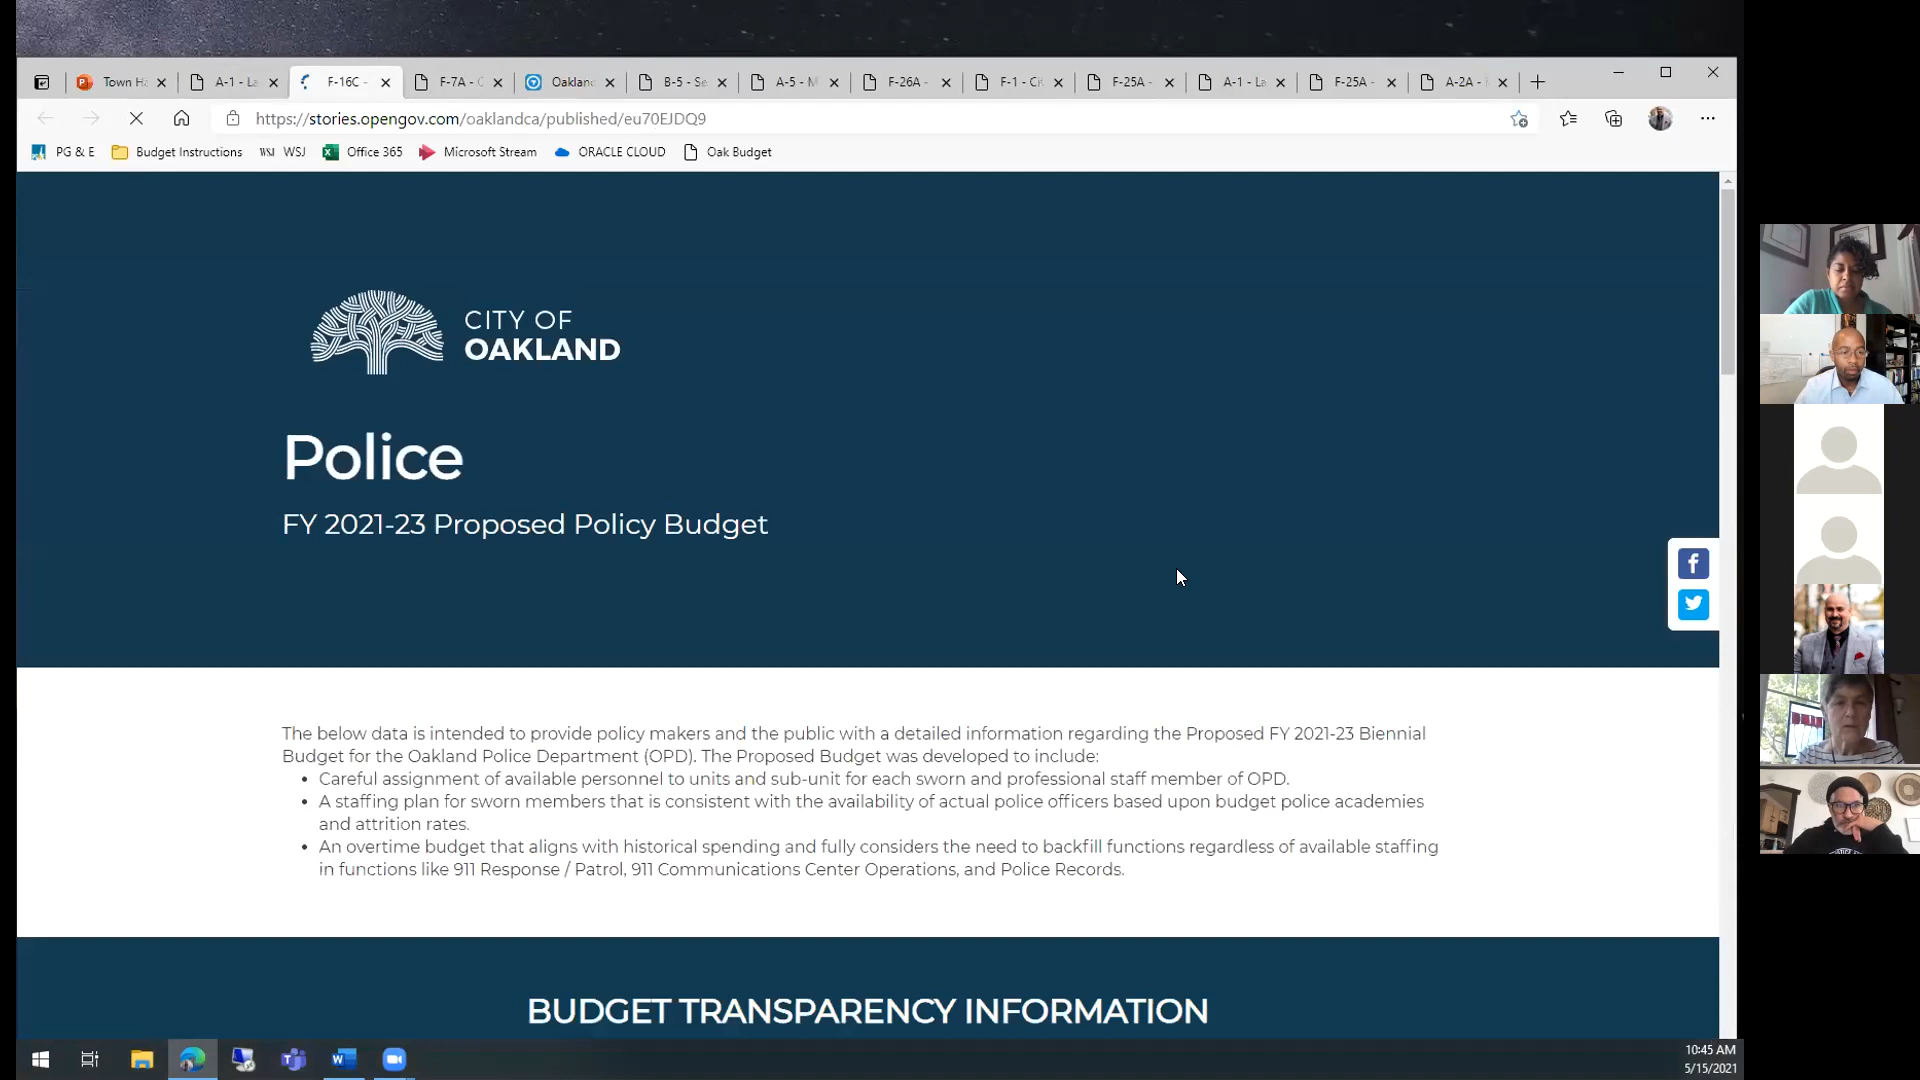 Town Ha
A-1 - La
F-16C -
F-7A - C
Oakland
B-5 - Se
A-5 - M
F-26A -
F-1 - Cit
F-25A -
A-1 - La
F-25A -
A-2A -
https://stories.opengov.com/oaklandca/published/eu70EJDQ9
PG & E
Budget Instructions
WSJ
WSJ
Office 365
Microsoft Stream
ORACLE CLOUD
Oak Budget
CITY OF
OAKLAND
Police
FY 2021-23 Proposed Policy Budget
The below data is intended to provide policy makers and the public with a detailed information regarding the Proposed FY 2021-23 Biennial
Budget for the Oakland Police Department (OPD). The Proposed Budget was developed to include:
• Careful assignment of available personnel to units and sub-unit for each sworn and professional staff member of OPD.
• A staffing plan for sworn members that is consistent with the availability of actual police officers based upon budget police academies
and attrition rates.
• An overtime budget that aligns with historical spending and fully considers the need to backfill functions regardless of available staffing
in functions like 911 Response / Patrol, 911 Communications Center Operations, and Police Records.
BUDGET TRANSPARENCY INFORMATION
10:45 AM
5/15/2021